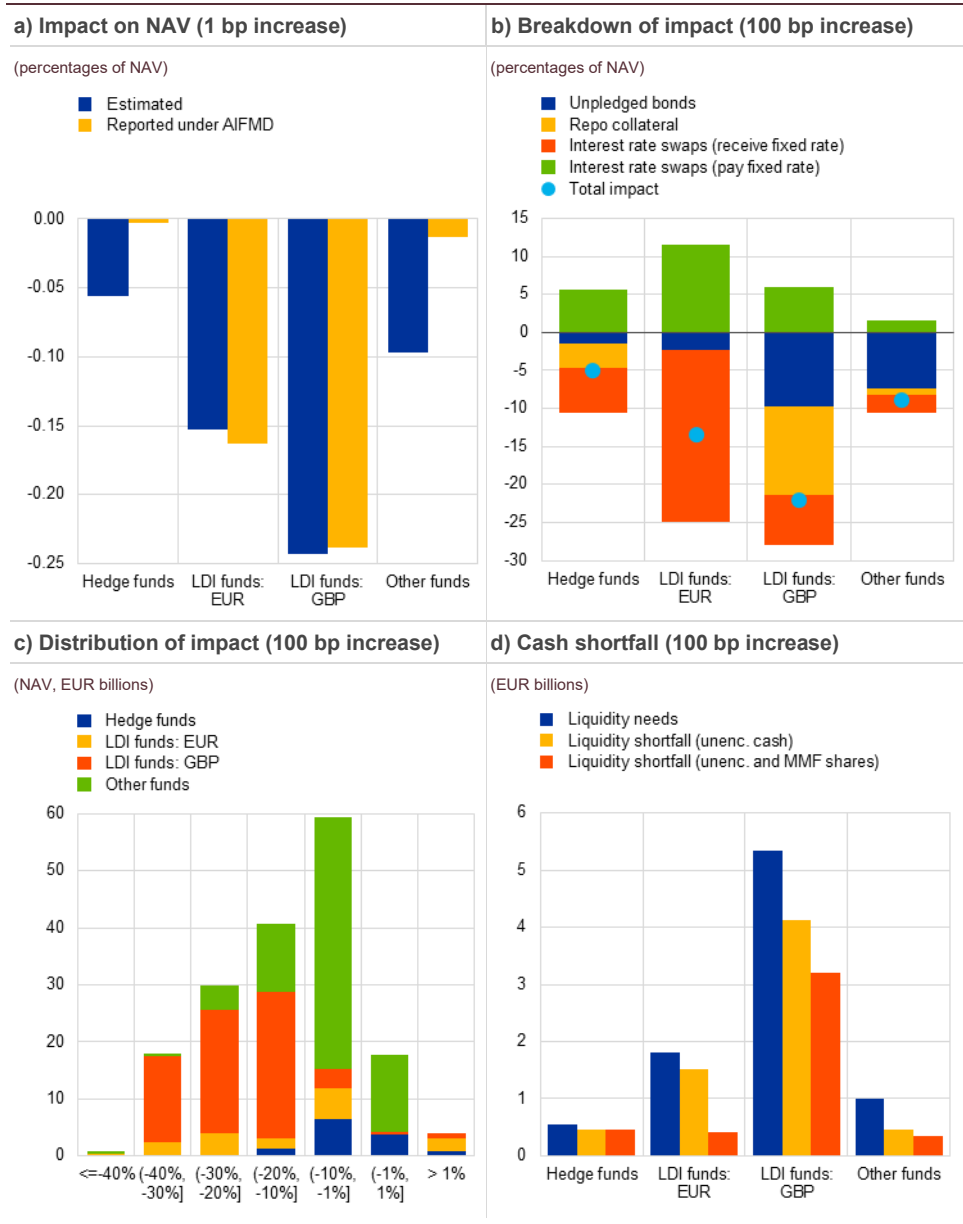 a) Impact on NAV (1 bp increase)
(percentages of NAV)
Estimated
Reported under AIFMD
0.00
-0.05
-0.10
-0.15
-0.20
-0.25
Hedge funds
LDI funds:
EUR
LDI funds:
GBP
Other funds
b) Breakdown of impact (100 bp increase)
(percentages of NAV)
Unpledged bonds
Repo collateral
Interest rate swaps (receive fixed rate)
Interest rate swaps (pay fixed rate)
Total impact
15
10
5
0
-5
-10
-15
-20
-25
-30
Hedge funds
LDI funds:
EUR
LDI funds:
GBP
Other funds
c) Distribution of impact (100 bp increase)
(NAV, EUR billions)
Hedge funds
LDI funds: EUR
LDI funds: GBP
Other funds
60
50
40
30
20
10
0
<=-40%
(-40%,
-30%]
(-30%,
-20%]
(-20%,
-10%]
(-10%,
-1%]
(-1%,
1%]
> 1%
d) Cash shortfall (100 bp increase)
(EUR billions)
Liquidity needs
Liquidity shortfall (unenc. cash)
Liquidity shortfall (unenc. and MMF shares)
6
5
4
3
2
1
0
Hedge funds
LDI funds:
EUR
LDI funds:
GBP
Other funds